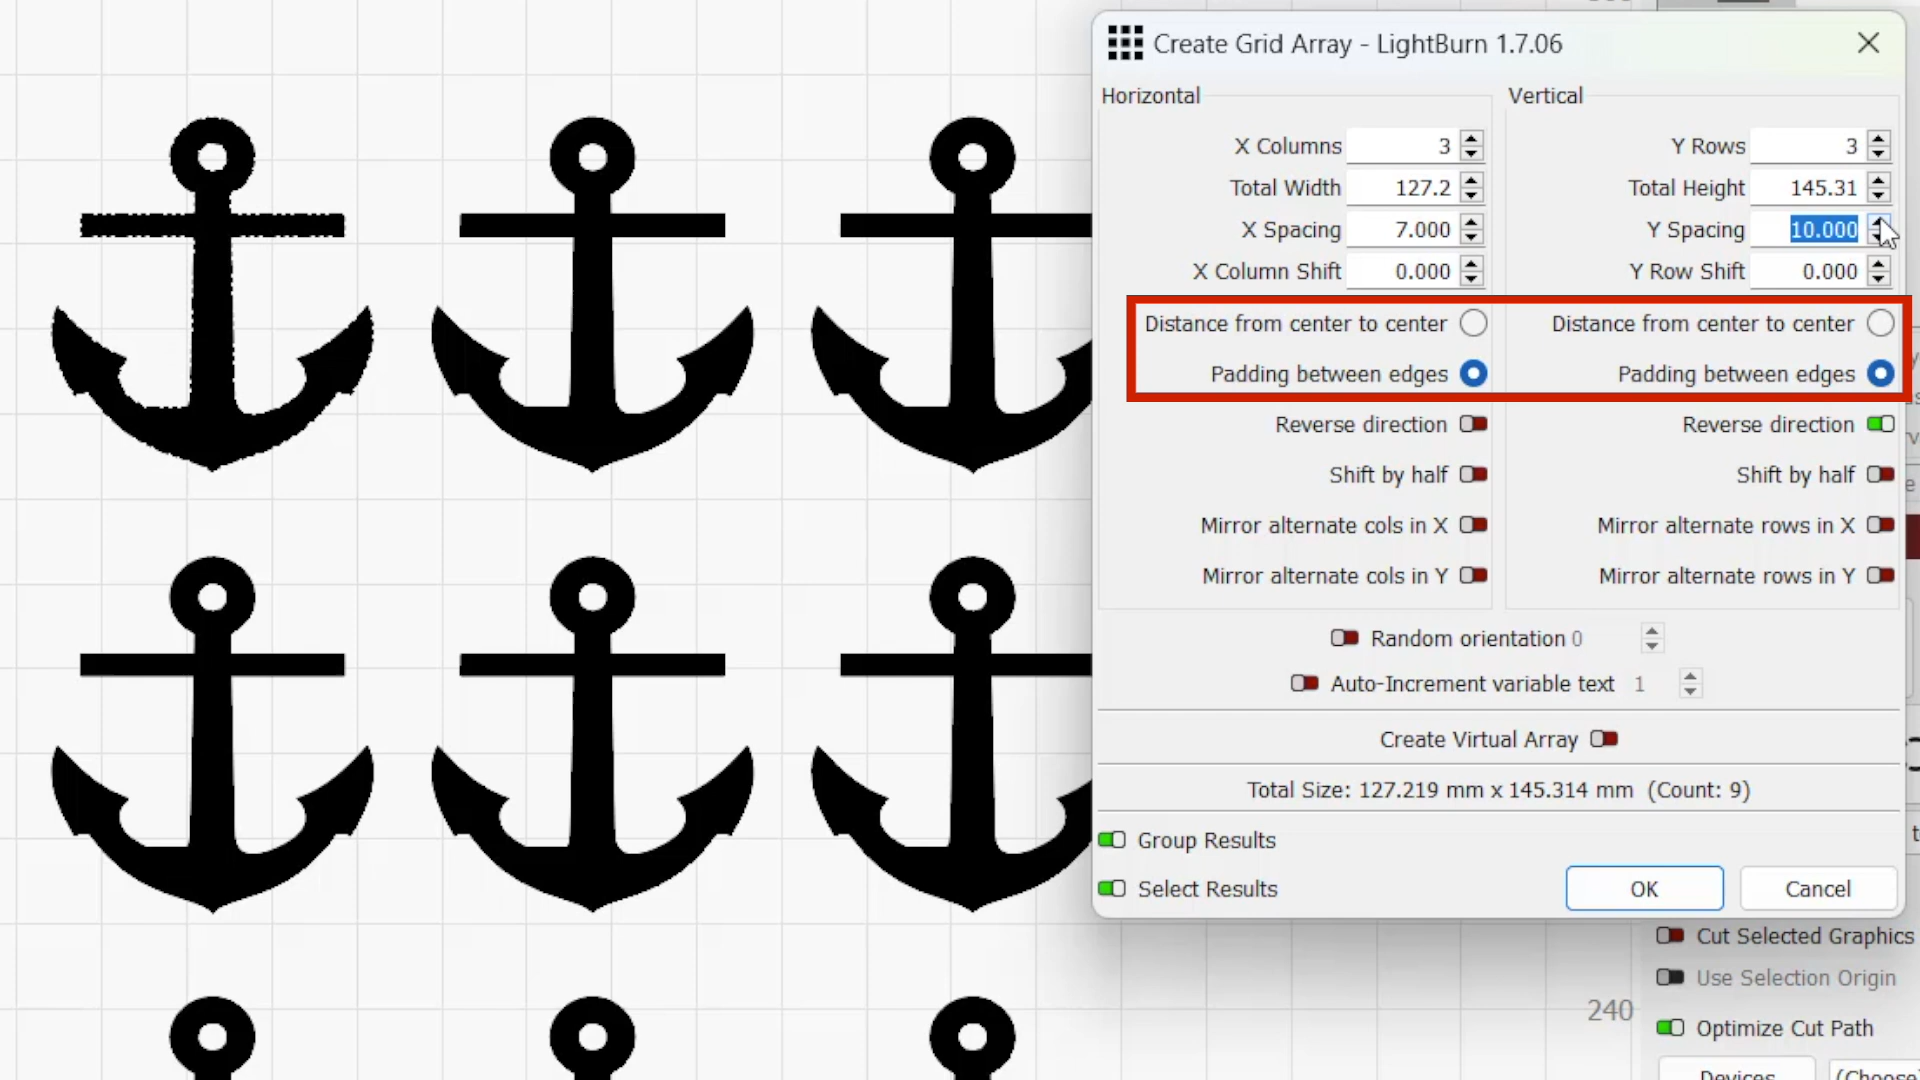 Create Grid Array - LightBurn 1.7.06
Horizontal
X Columns 3
Total Width 127.2
X Spacing 7.000
X Column Shift 0.000
Distance from center to center
Padding between edges
Reverse direction
Shift by half
Mirror alternate cols in X
Mirror alternate cols in Y
Vertical
Y Rows 3
Total Height 145.31
Y Spacing 10.000
Y Row Shift 0.000
Distance from center to center
Padding between edges
Reverse direction
Shift by half
Mirror alternate rows in X
Mirror alternate rows in Y
Random orientation 0
Auto-Increment variable text 1
Create Virtual Array
Total Size: 127.219 mm x 145.314 mm (Count: 9)
Group Results
Select Results
OK
Cancel
Cut Selected Graphics
Use Selection Origin
240
Optimize Cut Path
Devices
(Choose